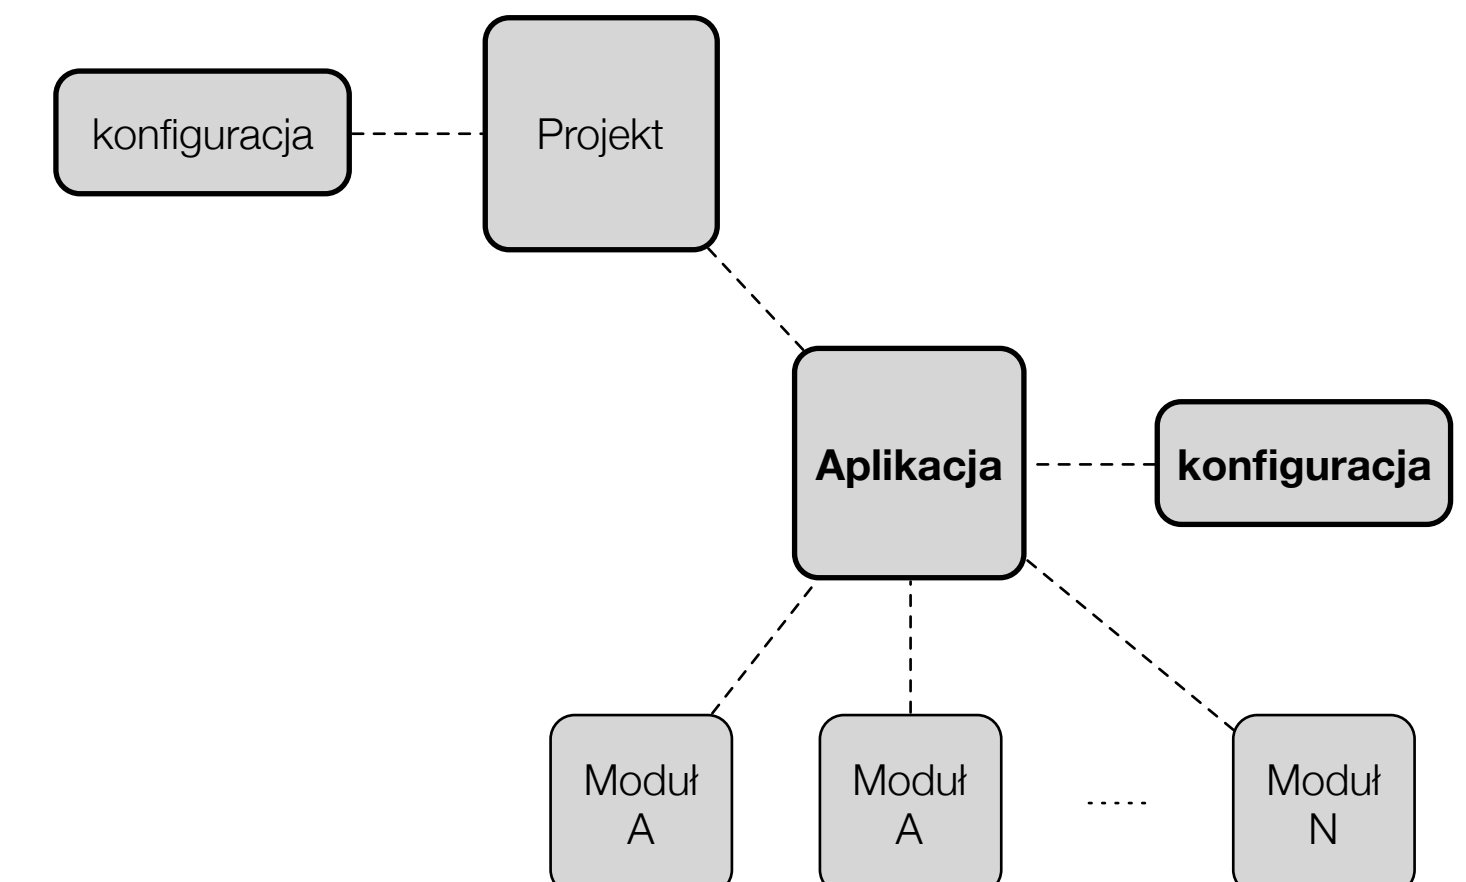 konfiguracja
Projekt
Aplikacja
konfiguracja
Moduł
A
Moduł
A
.....
Moduł
N